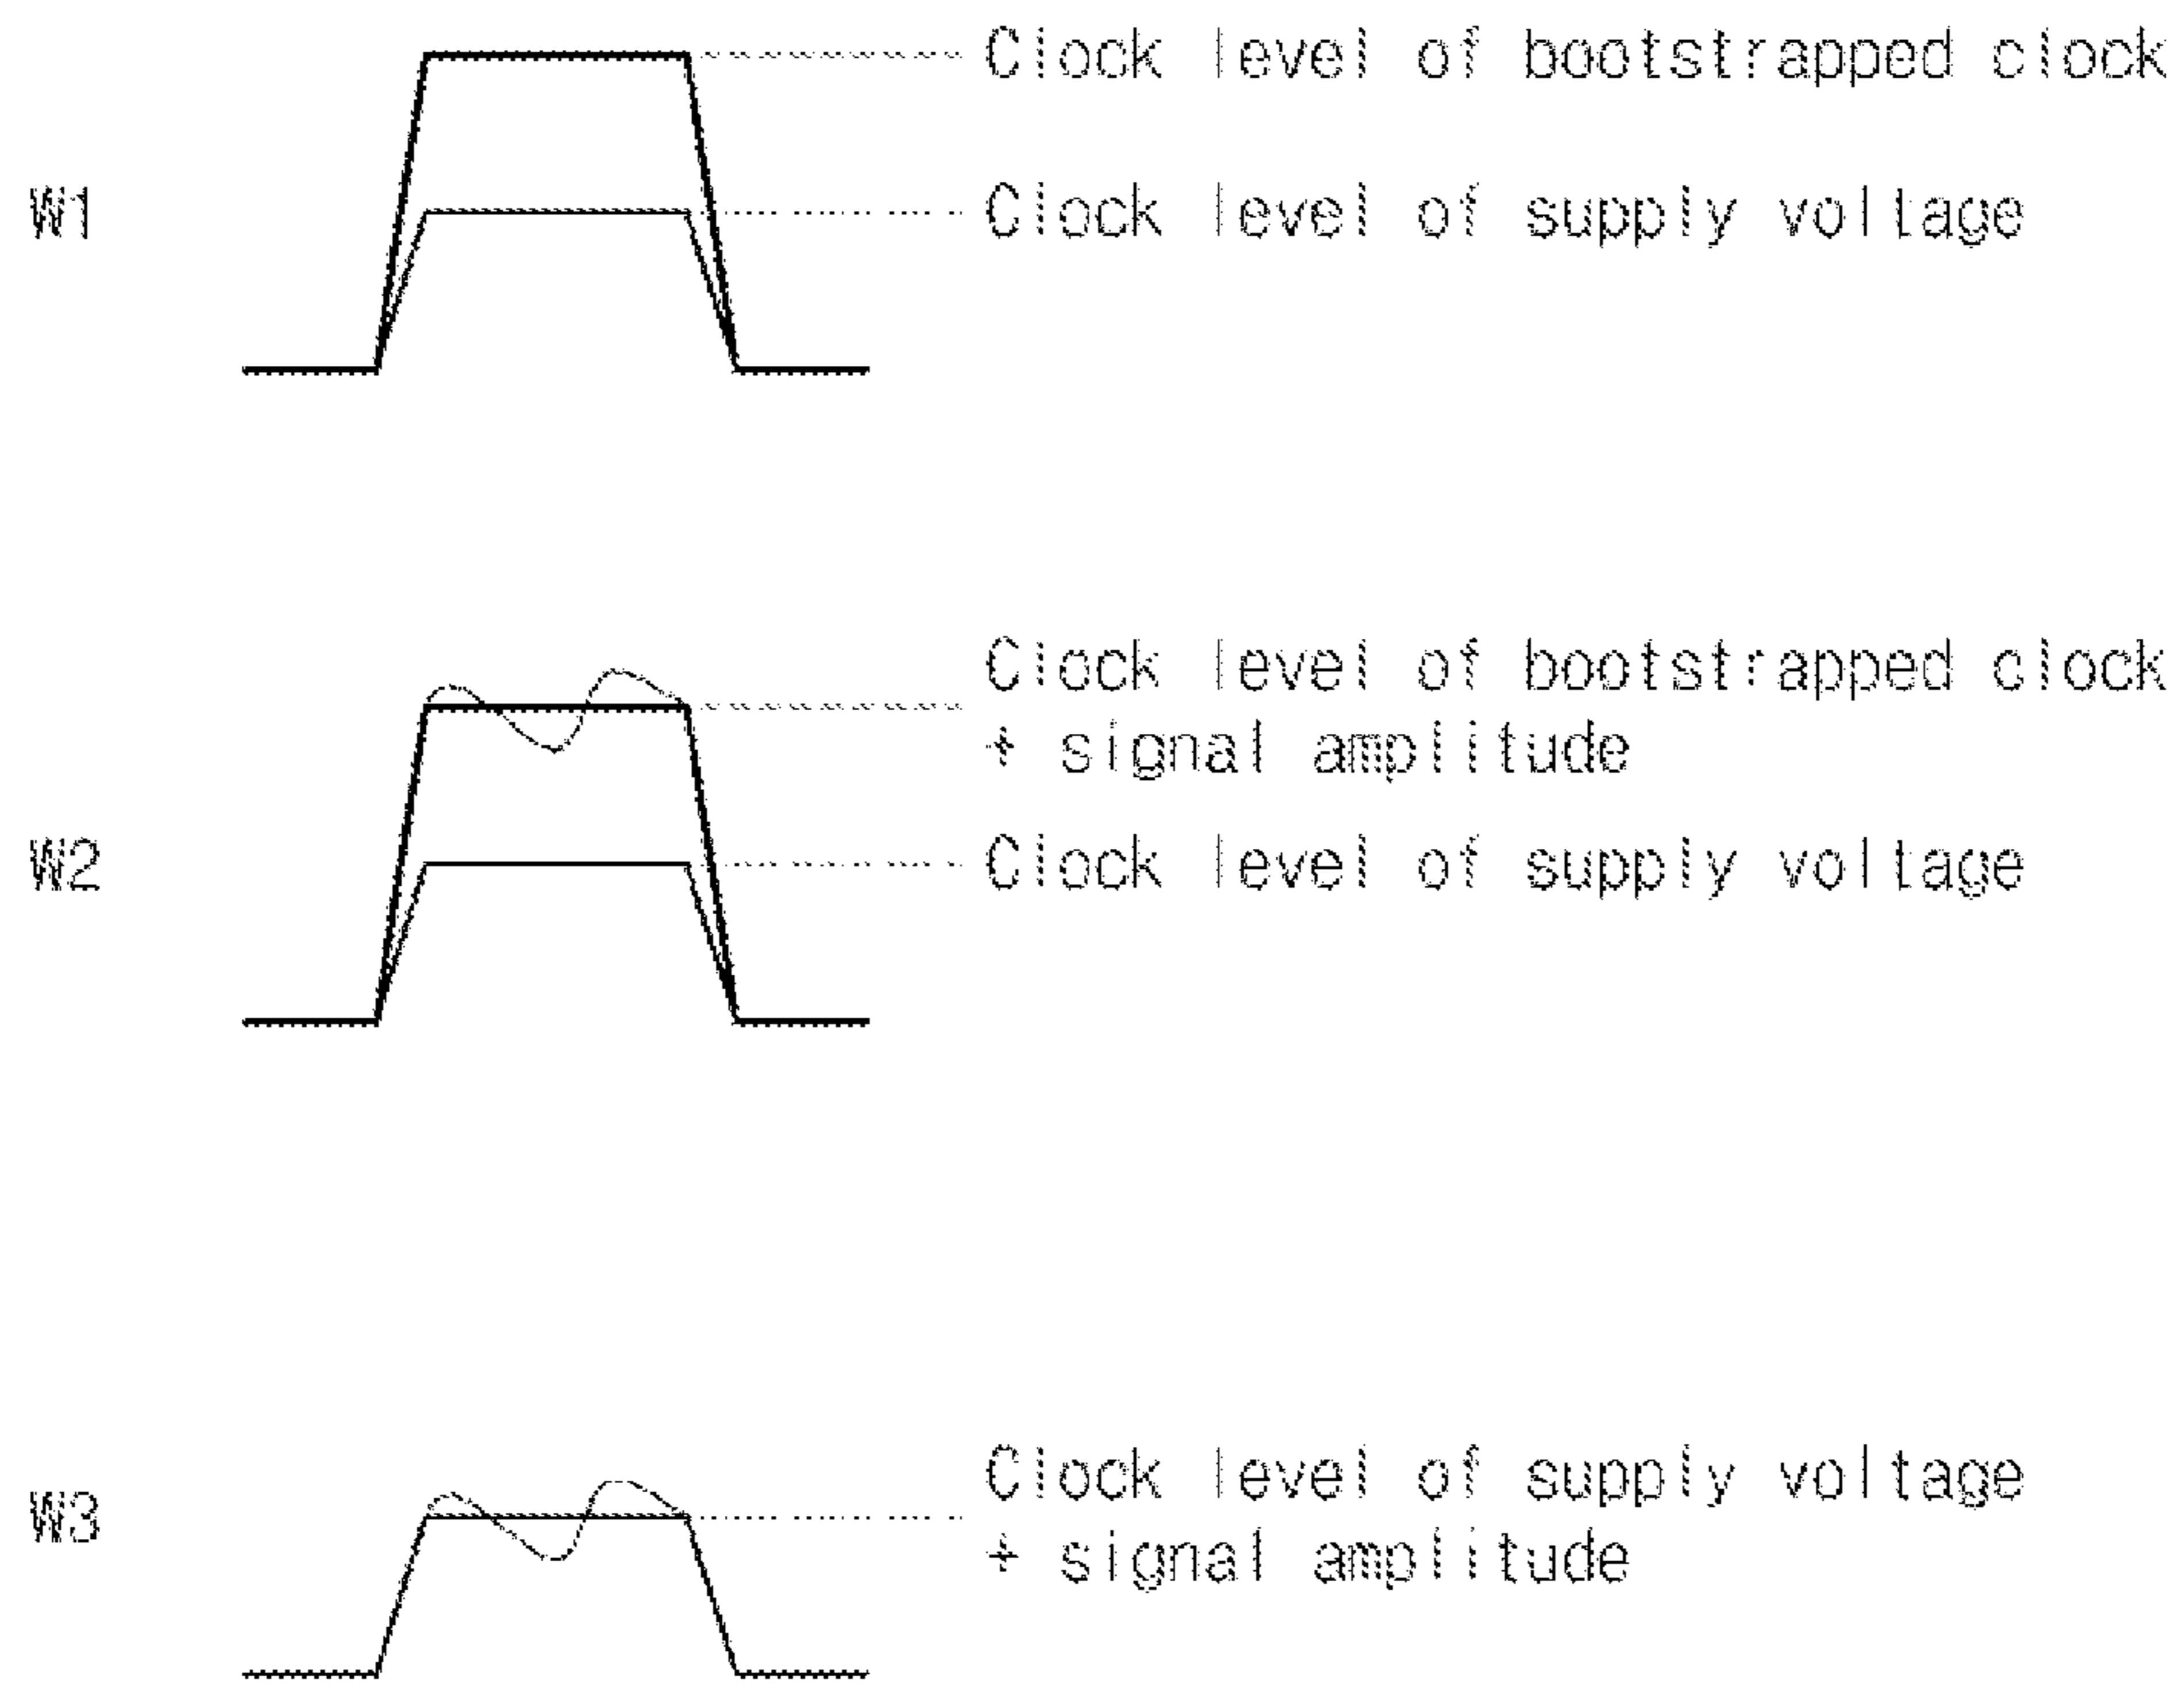 Clock level of bootstrapped clock
W1
Clock level of supply voltage
Clock level of bootstrapped clock
+ signal amplitude
W2
Clock level of supply voltage
Clock level of supply voltage
W3
+ signal amplitude